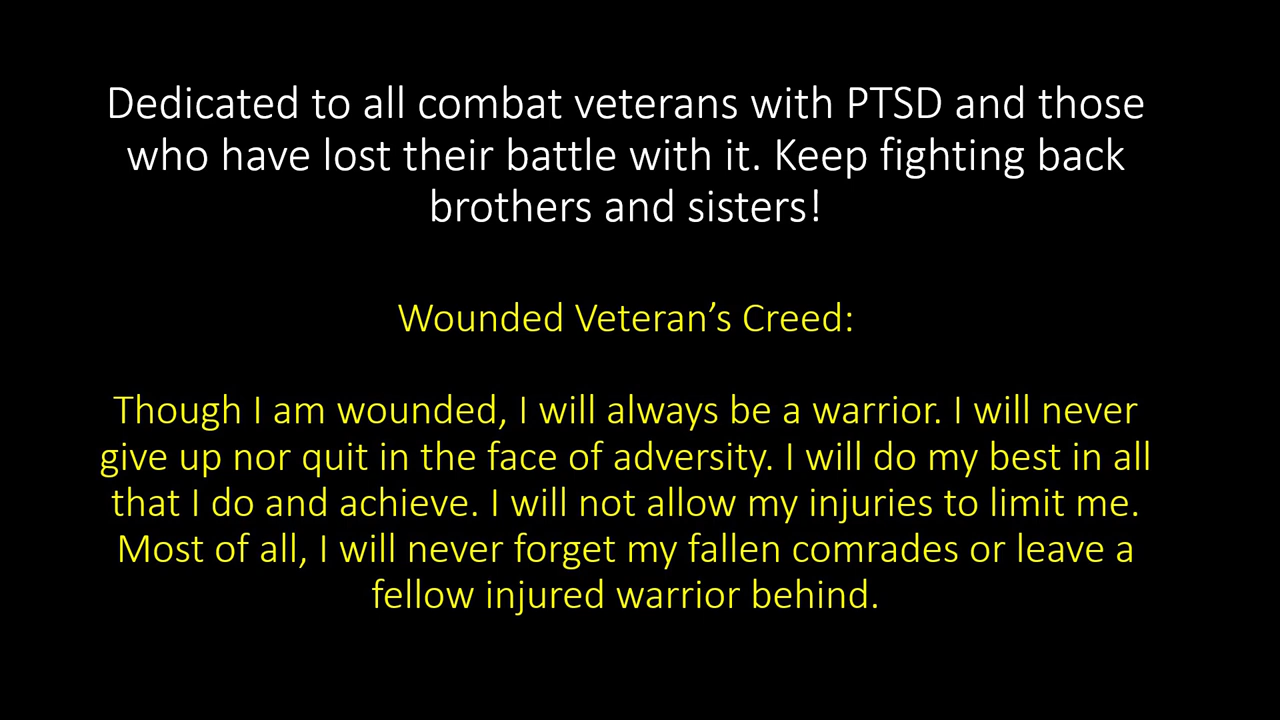 Dedicated to all combat veterans with PTSD and those
who have lost their battle with it. Keep fighting back
brothers and sisters!
Wounded Veteran’s Creed:
Though I am wounded, I will always be a warrior. I will never
give up nor quit in the face of adversity. I will do my best in all
that I do and achieve. I will not allow my injuries to limit me.
Most of all, I will never forget my fallen comrades or leave a
fellow injured warrior behind.